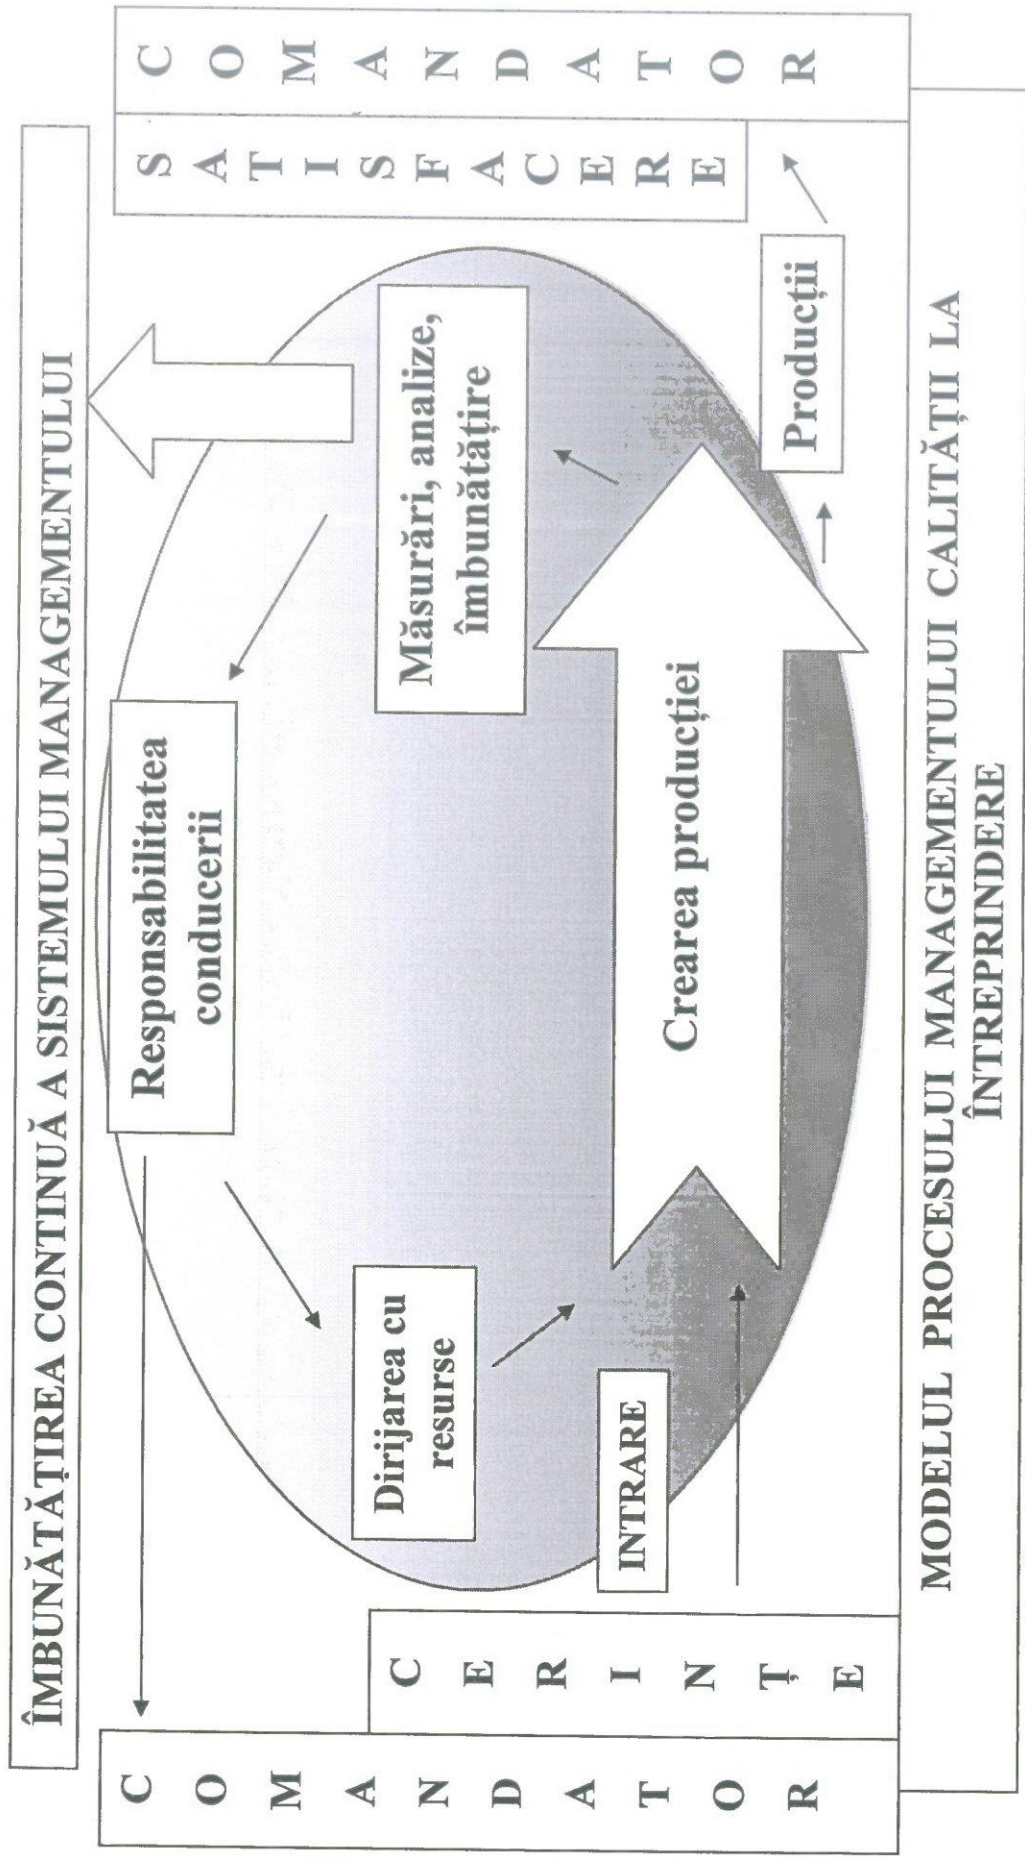 ÎMBUNĂTĂȚIREA CONTINUĂ A SISTEMULUI MANAGEMENTULUI
COMANDATOR
CERINȚE
Responsabilitatea
conducerii
Dirijarea cu
resurse
Măsurări, analize,
îmbunătățire
INTRARE
Crearea producției
Producții
SATISFACERE
COMANDATOR
MODELUL PROCESULUI MANAGEMENTULUI CALITĂȚII LA
ÎNTREPRINDERE